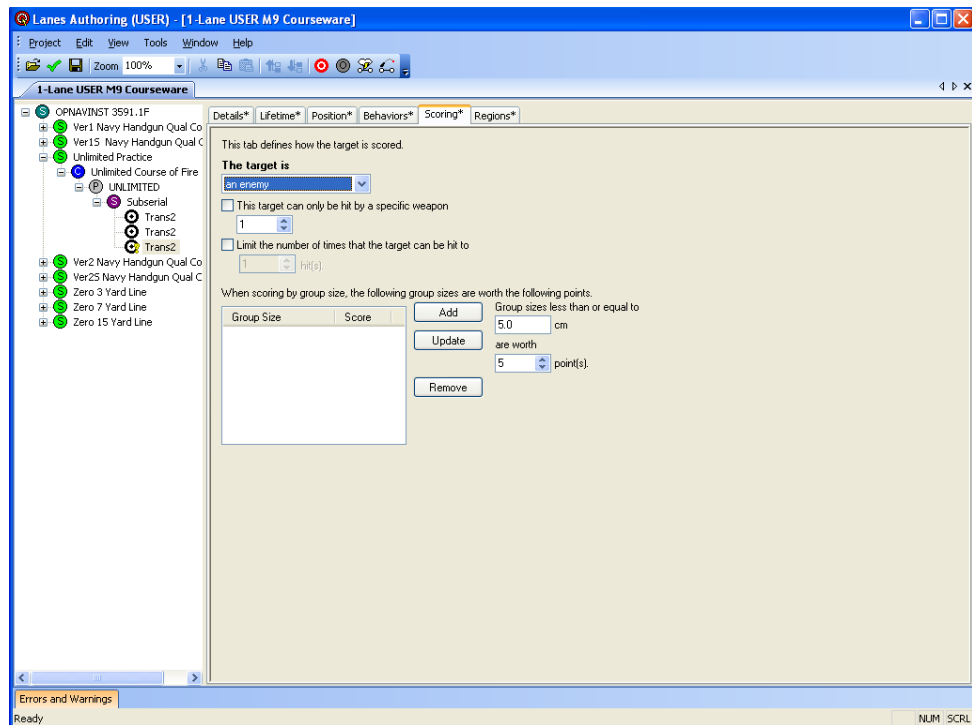 Lanes Authoring (USER) - [1-Lane USER M9 Courseware]
Project Edit View Tools Window Help
Zoom 100%
1-Lane USER M9 Courseware
OPNAVINST 3591.1F
Ver1 Navy Handgun Qual Co
Ver1S Navy Handgun Qual C
Unlimited Practice
C Unlimited Course of Fire
P UNLIMITED
S Subserial
Trans2
Trans2
Trans2
S Ver2 Navy Handgun Qual Co
S Ver2S Navy Handgun Qual C
S Zero 3 Yard Line
S Zero 7 Yard Line
S Zero 15 Yard Line
Details* Lifetime* Position* Behaviors* Scoring* Regions*
This tab defines how the target is scored.
The target is
an enemy
This target can only be hit by a specific weapon
1
Limit the number of times that the target can be hit to
1 hit(s).
When scoring by group size, the following group sizes are worth the following points.
Group Size Score
Add
Update
Remove
Group sizes less than or equal to
5.0 cm
are worth
5 point(s).
Errors and Warnings
Ready NUM SCRL